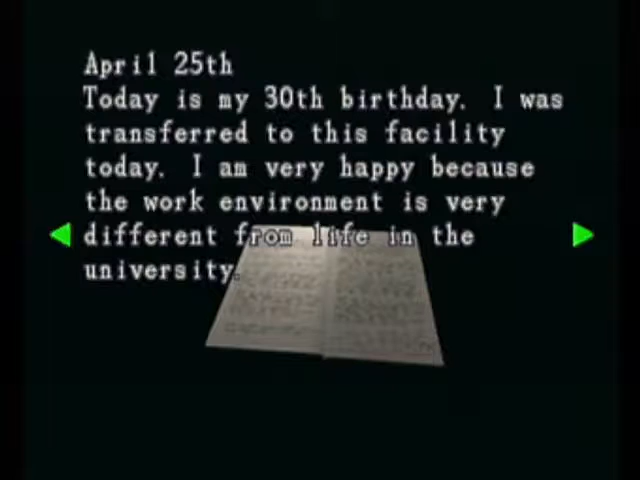 April 25th
Today is my 30th birthday. I was
transferred to this facility
today. I am very happy because
the work environment is very
different from life in the
university.